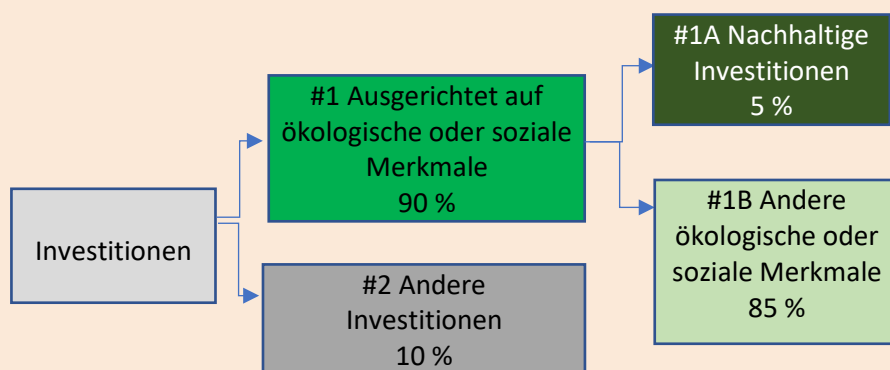 Investitionen
#1 Ausgerichtet auf
ökologische oder soziale
Merkmale
90 %
#2 Andere
Investitionen
10 %
#1A Nachhaltige
Investitionen
5 %
#1B Andere
ökologische oder
soziale Merkmale
85 %